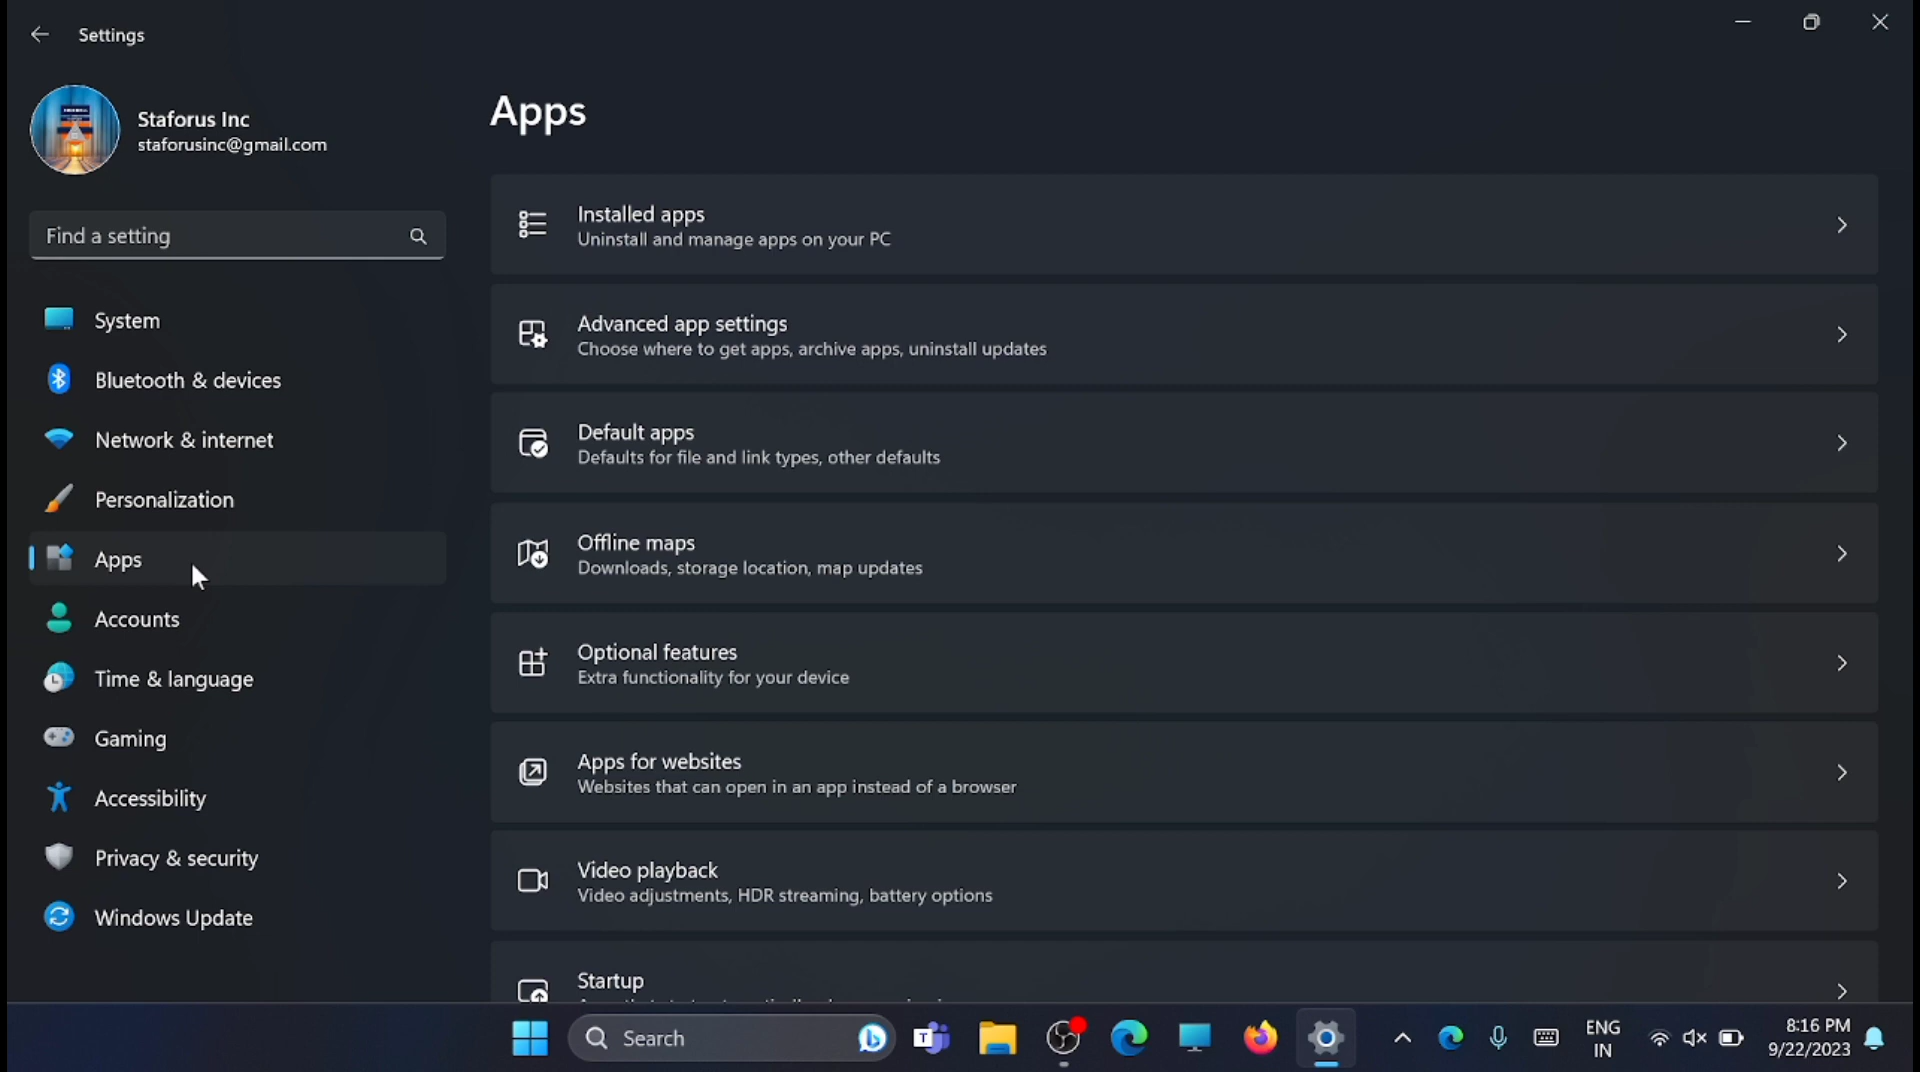 Settings
Staforus Inc
staforusinc@gmail.com
Find a setting
System
Bluetooth & devices
Network & internet
Personalization
Apps
Accounts
Time & language
Gaming
Accessibility
Privacy & security
Windows Update
Apps
Installed apps
Uninstall and manage apps on your PC
Advanced app settings
Choose where to get apps, archive apps, uninstall updates
Default apps
Defaults for file and link types, other defaults
Offline maps
Downloads, storage location, map updates
Optional features
Extra functionality for your device
Apps for websites
Websites that can open in an app instead of a browser
Video playback
Video adjustments, HDR streaming, battery options
Startup
Search
ENG
IN
8:16 PM
9/22/2023